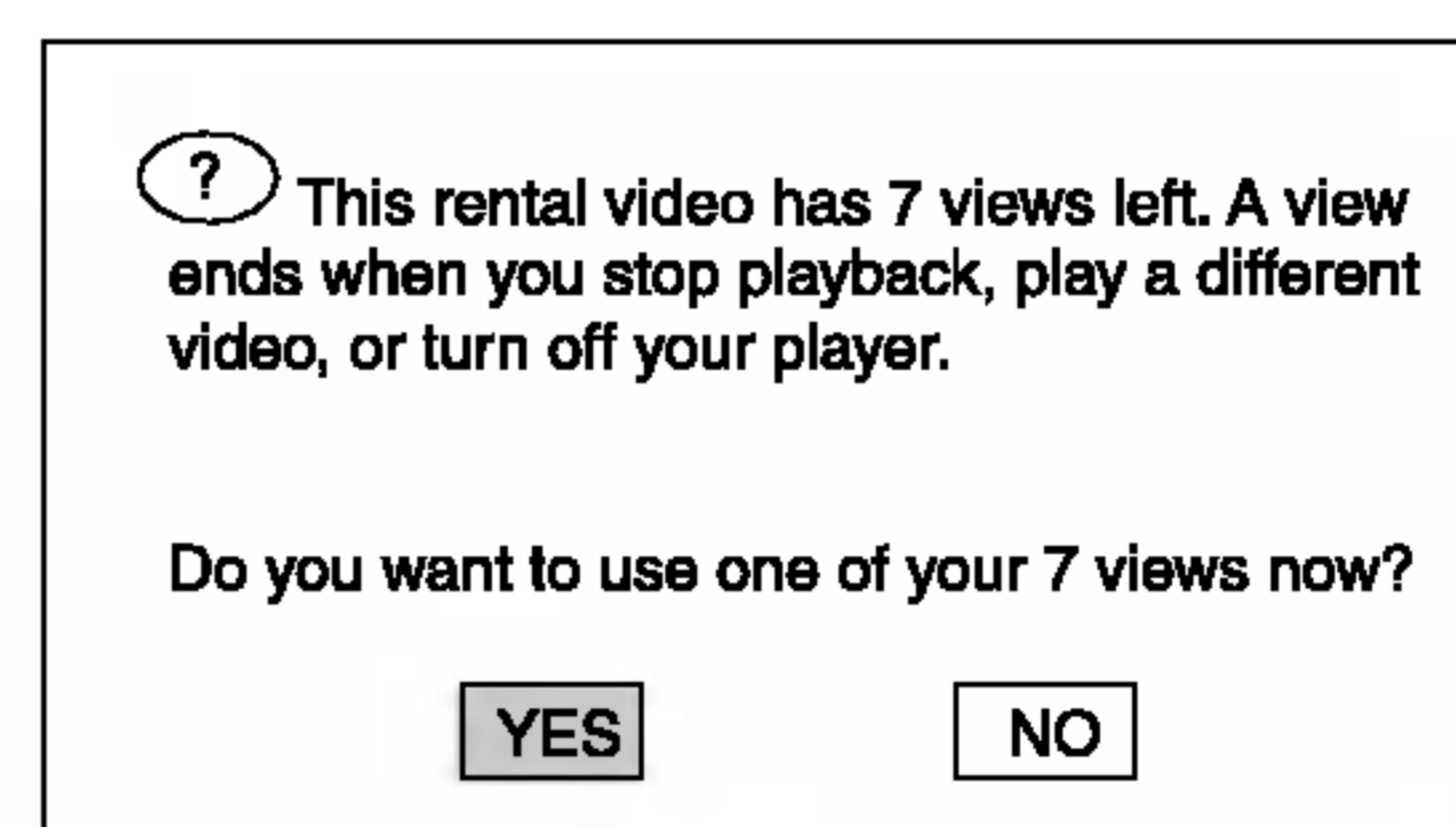 ? This rental video has 7 views left. A view
ends when you stop playback, play a different
video, or turn off your player.
Do you want to use one of your 7 views now?
YES NO